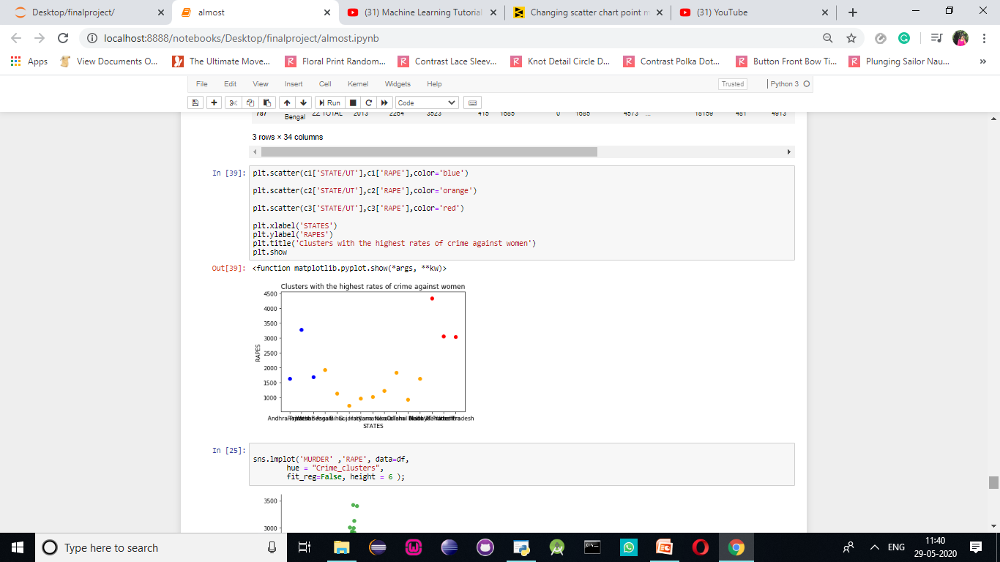 Desktop/finalproject/
almost
(31) Machine Learning Tutorial
Changing scatter chart point m
(31) YouTube
localhost:8888/notebooks/Desktop/finalproject/almost.ipynb
Apps
View Documents O...
The Ultimate Move...
Floral Print Random...
Contrast Lace Sleev...
Knot Detail Circle D...
Contrast Polka Dot...
Button Front Bow Ti...
Plunging Sailor Nau...
»
File Edit View Insert Cell Kernel Widgets Help
Trusted
Python 3
Run
Code
787 Bengal ZZ TOTAL 2013 2264 3523 415 1685 0 1685 4573 ... 18159 481 4913
3 rows × 34 columns
In [39]:
plt.scatter(c1['STATE/UT'],c1['RAPE'],color='blue')
plt.scatter(c2['STATE/UT'],c2['RAPE'],color='orange')
plt.scatter(c3['STATE/UT'],c3['RAPE'],color='red')
plt.xlabel('STATES')
plt.ylabel('RAPES')
plt.title('Clusters with the highest rates of crime against women')
plt.show
Out[39]:
<function matplotlib.pyplot.show(*args, **kw)>
Clusters with the highest rates of crime against women
4500
4000
3500
3000
2500
2000
1500
1000
RAPES
STATES
In [25]:
sns.lmplot('MURDER' ,'RAPE', data=df,
hue = "Crime_clusters",
fit_reg=False, height = 6 );
3500
3000
Type here to search
ENG
11:40
29-05-2020